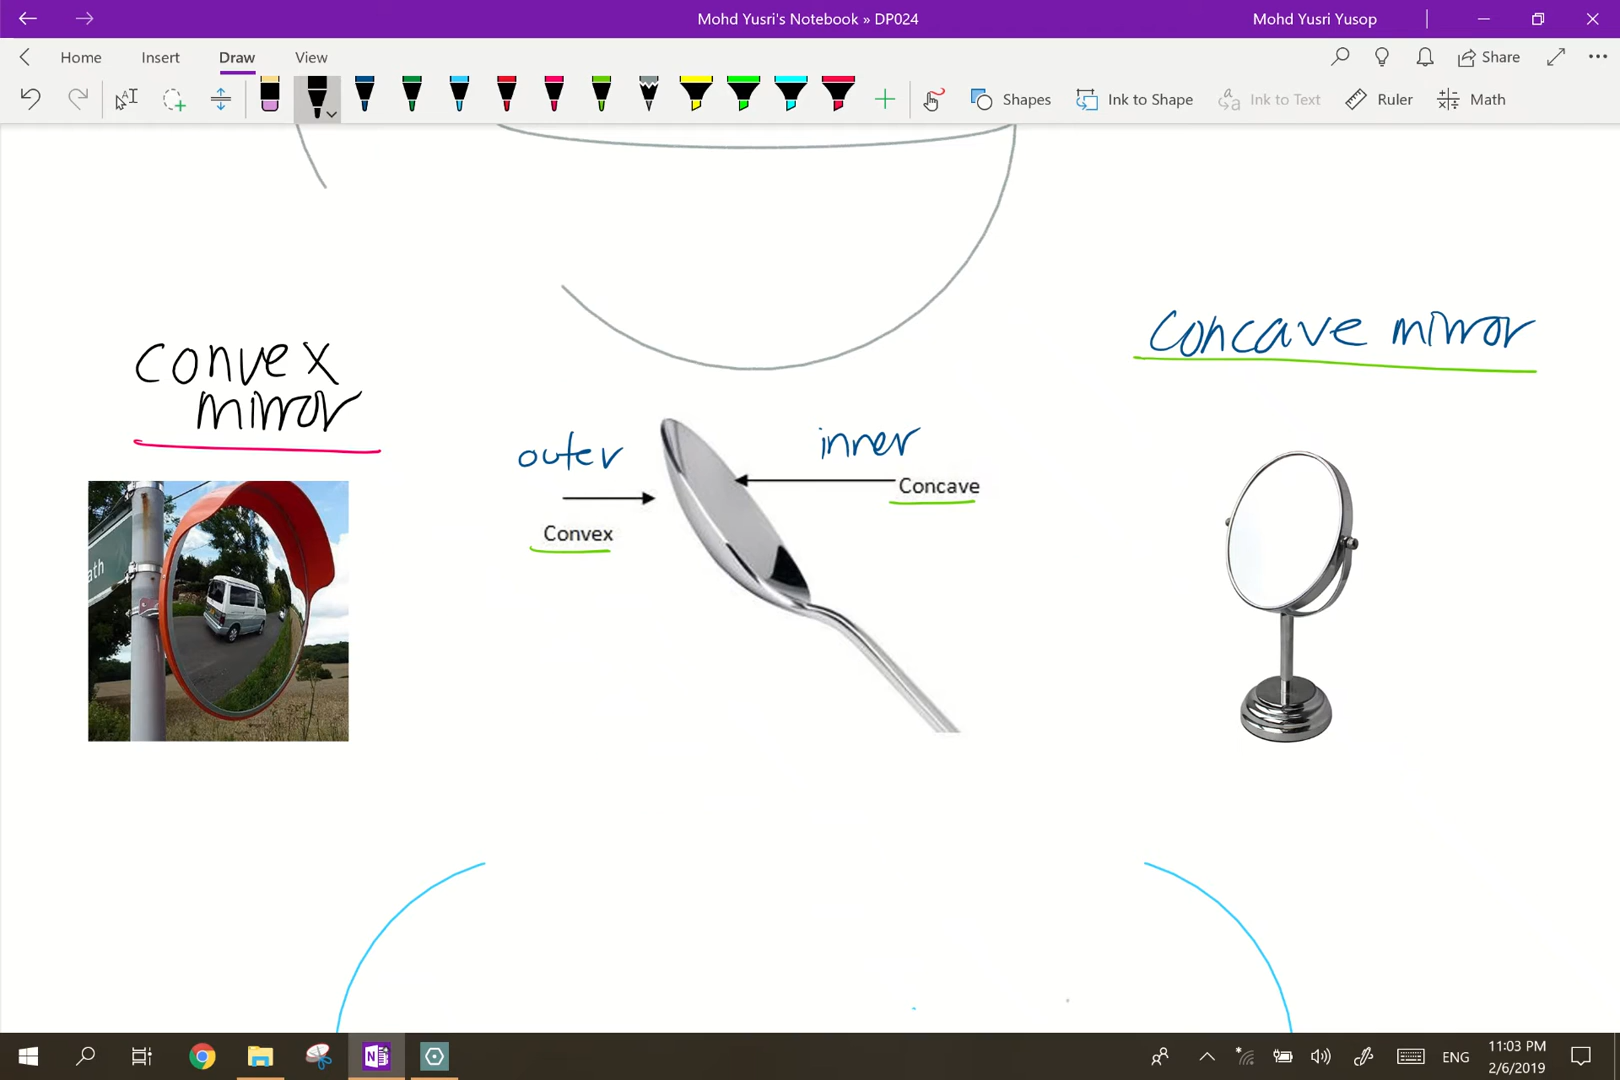 Mohd Yusri's Notebook » DP024
Mohd Yusri Yusop
Home
Insert
Draw
View
Share
Shapes
Ink to Shape
Ink to Text
Ruler
Math
convex
mirror
concave mirror
outer
inner
Concave
Convex
ath
ENG
11:03 PM
2/6/2019